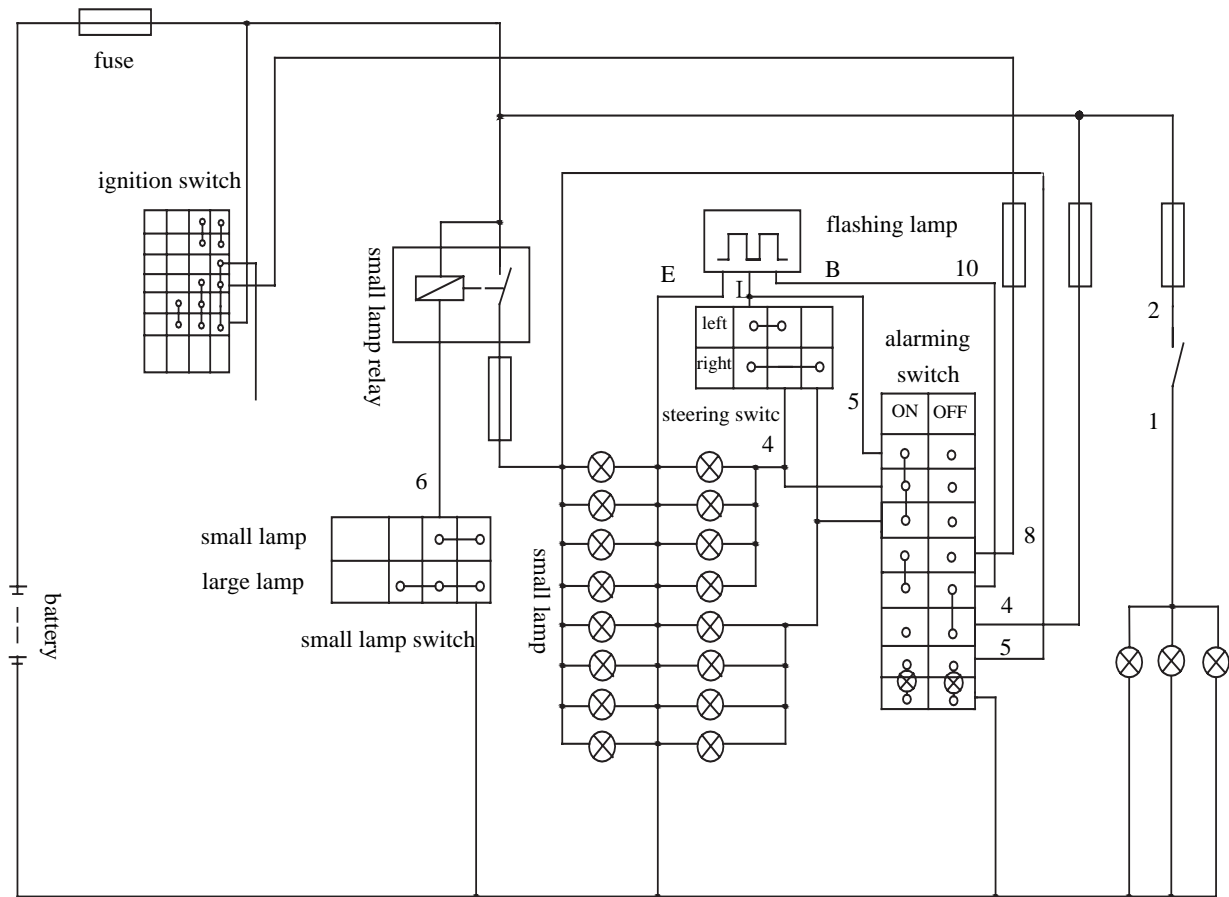 fuse
ignition switch
small lamp relay
flashing lamp
E
L
B
10
left
right
steering switc
alarming
switch
ON OFF
2
1
5
4
6
8
small lamp
large lamp
small lamp switch
small lamp
4
5
battery